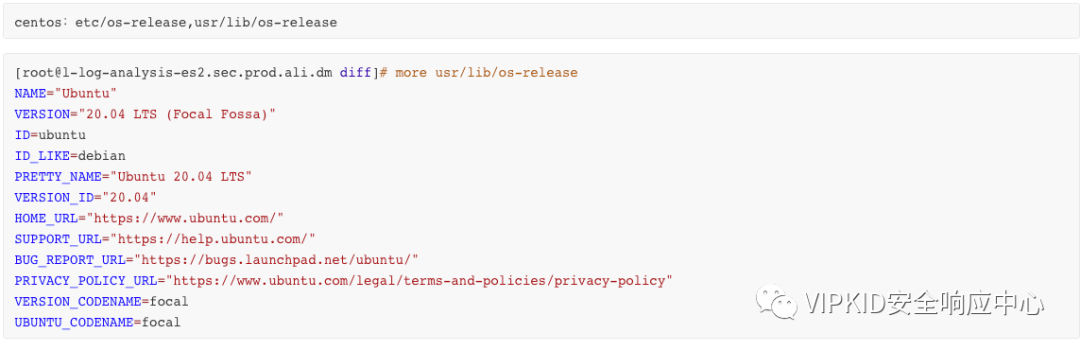 centos: etc/os-release,usr/lib/os-release
[root@l-log-analysis-es2.sec.prod.ali.dm diff]# more usr/lib/os-release
NAME="Ubuntu"
VERSION="20.04 LTS (Focal Fossa)"
ID=ubuntu
ID_LIKE=debian
PRETTY_NAME="Ubuntu 20.04 LTS"
VERSION_ID="20.04"
HOME_URL="https://www.ubuntu.com/"
SUPPORT_URL="https://help.ubuntu.com/"
BUG_REPORT_URL="https://bugs.launchpad.net/ubuntu/"
PRIVACY_POLICY_URL="https://www.ubuntu.com/legal/terms-and-policies/privacy-policy"
VERSION_CODENAME=focal
UBUNTU_CODENAME=focal
VIPKID安全响应中心